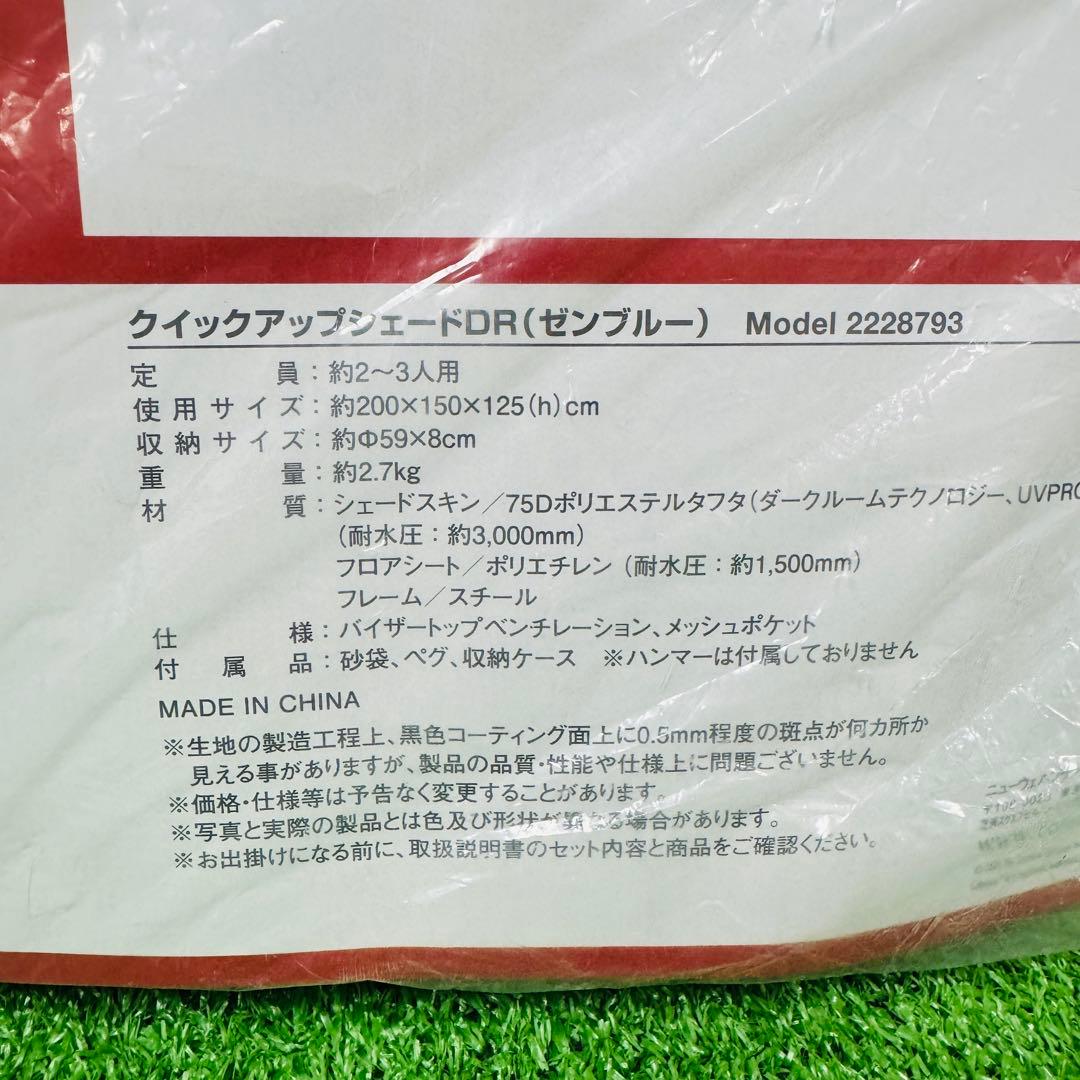 クイックアップシェードDR（ゼンブルー） Model 2228793
定員：約2〜3人用
使用サイズ：約200×150×125（h）cm
収納サイズ：約Φ59×8cm
重量：約2.7kg
材質：シェードスキン／75Dポリエステルタフタ（ダークルームテクノロジー、UVPRO
（耐水圧：約3,000mm）
フロアシート／ポリエチレン（耐水圧：約1,500mm）
フレーム／スチール
仕様：バイザートップベンチレーション、メッシュポケット
付属品：砂袋、ペグ、収納ケース ※ハンマーは付属しておりません
MADE IN CHINA
※生地の製造工程上、黒色コーティング面上に0.5mm程度の斑点が何カ所か
見える事がありますが、製品の品質・性能や仕様上に問題ございません。
※価格・仕様等は予告なく変更することがあります。
※写真と実際の製品とは色及び形状が異なる場合があります。
※お出掛けになる前に、取扱説明書のセット内容と商品をご確認ください。